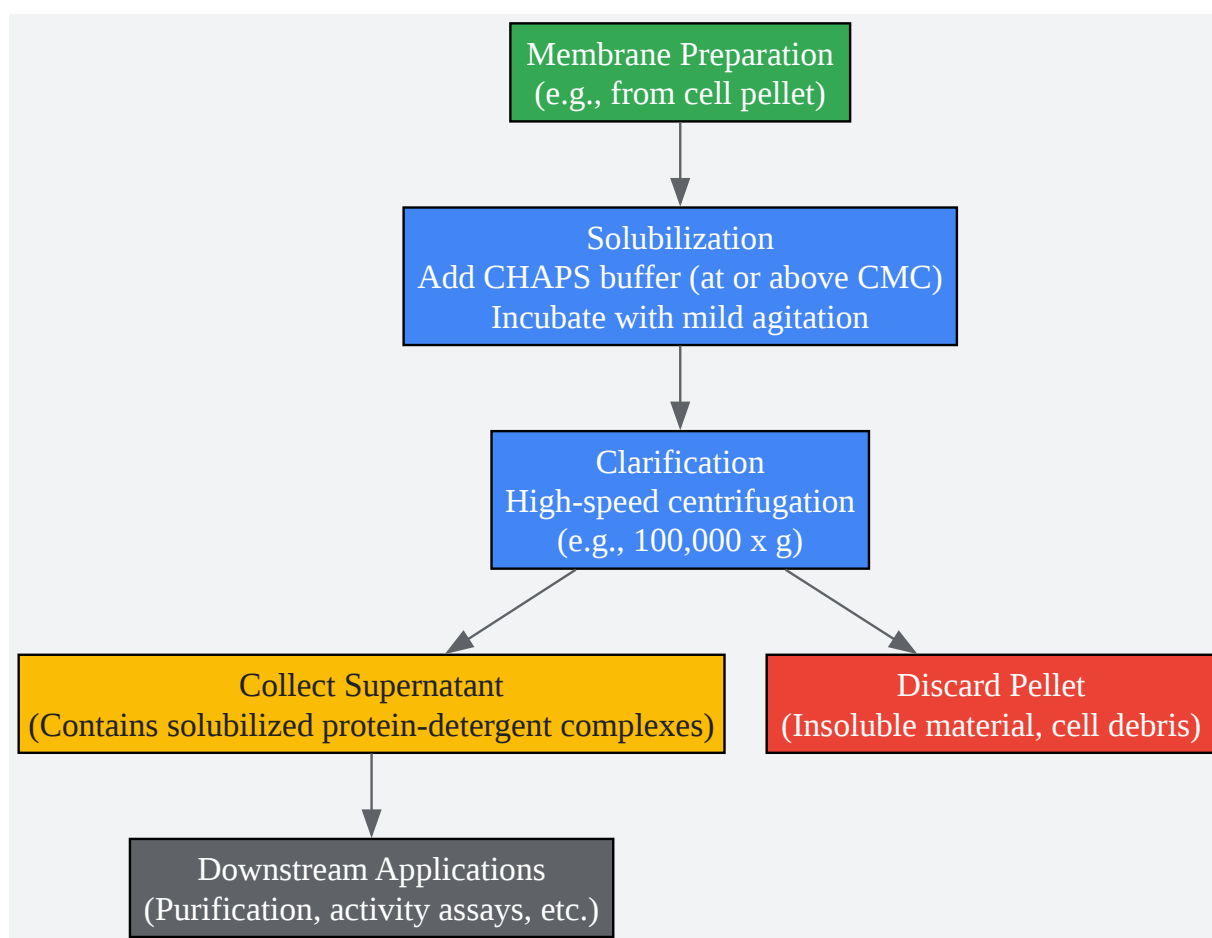 Membrane Preparation
(e.g., from cell pellet)
Solubilization
Add CHAPS buffer (at or above CMC)
Incubate with mild agitation
Clarification
High-speed centrifugation
(e.g., 100,000 x g)
Collect Supernatant
(Contains solubilized protein-detergent complexes)
Discard Pellet
(Insoluble material, cell debris)
Downstream Applications
(Purification, activity assays, etc.)